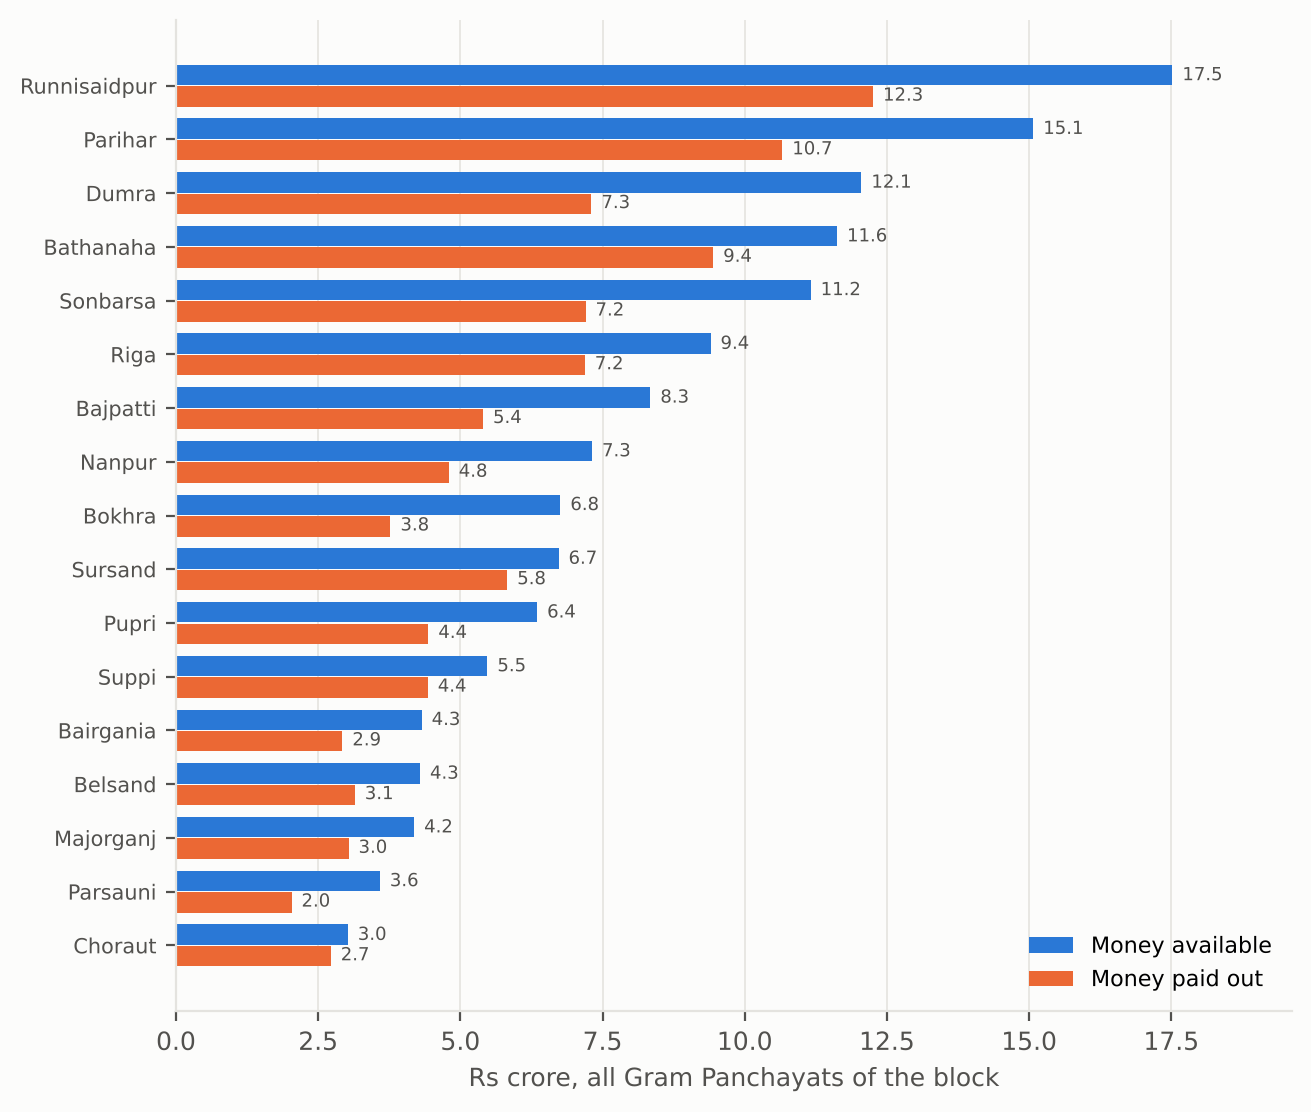 Runnisaidpur 17.5
12.3
Parihar 15.1
10.7
Dumra 12.1
7.3
Bathanaha 11.6
9.4
Sonbarsa 11.2
7.2
Riga 9.4
7.2
Bajpatti 8.3
5.4
Nanpur 7.3
4.8
Bokhra 6.8
3.8
Sursand 6.7
5.8
Pupri 6.4
4.4
Suppi 5.5
4.4
Bairgania 4.3
2.9
Belsand 4.3
3.1
Majorganj 4.2
3.0
Parsauni 3.6
2.0
Choraut 3.0
2.7
Money available
Money paid out
0.0 2.5 5.0 7.5 10.0 12.5 15.0 17.5
Rs crore, all Gram Panchayats of the block